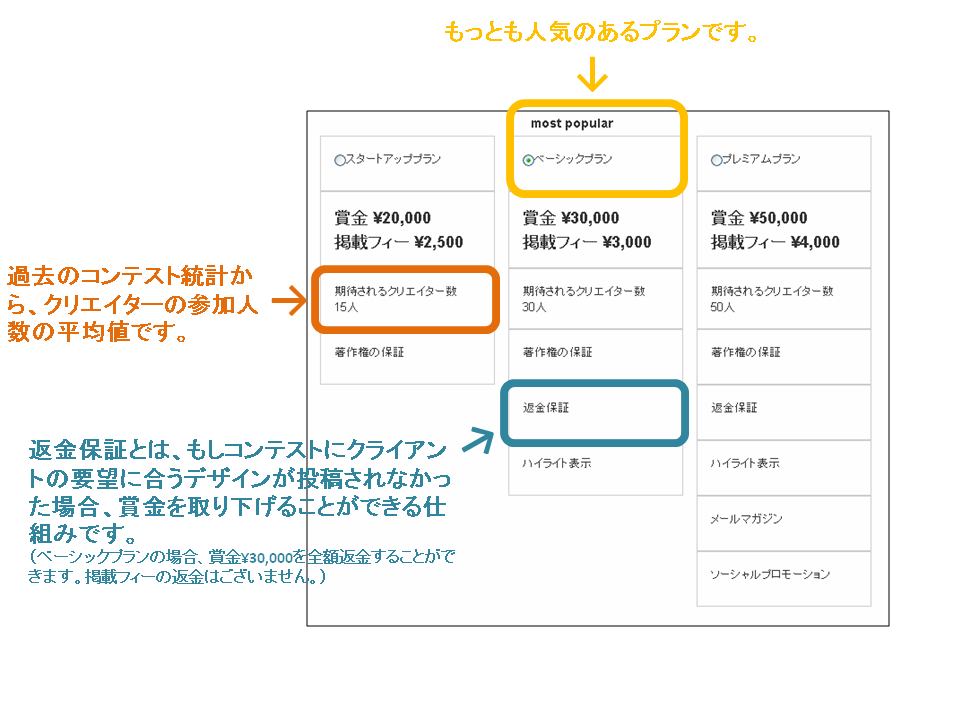 もっとも人気のあるプランです。
most popular
スタートアッププラン
賞金 ¥20,000
掲載フィー ¥2,500
期待されるクリエイター数
15人
著作権の保証
ベーシックプラン
賞金 ¥30,000
掲載フィー ¥3,000
期待されるクリエイター数
30人
著作権の保証
返金保証
ハイライト表示
プレミアムプラン
賞金 ¥50,000
掲載フィー ¥4,000
期待されるクリエイター数
50人
著作権の保証
返金保証
ハイライト表示
メールマガジン
ソーシャルプロモーション
過去のコンテスト統計か
ら、クリエイターの参加人
数の平均値です。
返金保証とは、もしコンテストにクライアン
トの要望に合うデザインが投稿されなかっ
た場合、賞金を取り下げることができる仕
組みです。
（ベーシックプランの場合、賞金¥30,000を全額返金することがで
きます。掲載フィーの返金はございません。）